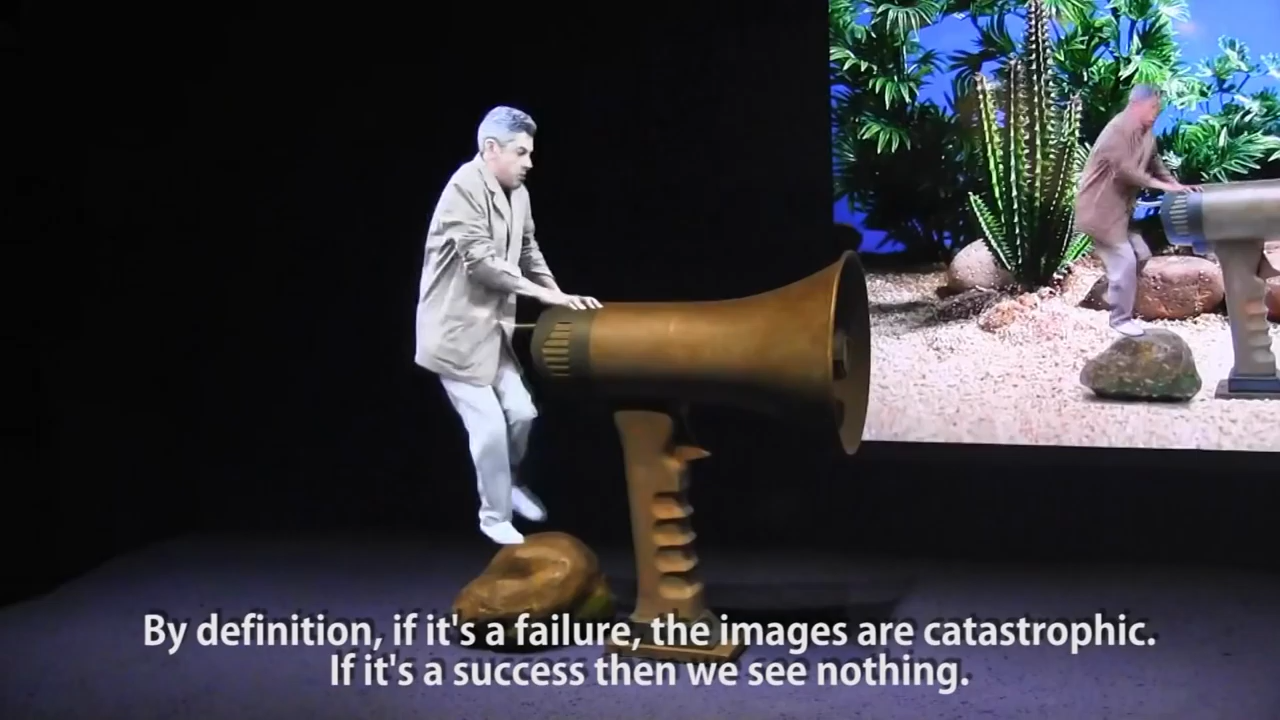 By definition, if it's a failure, the images are catastrophic.
If it's a success then we see nothing.